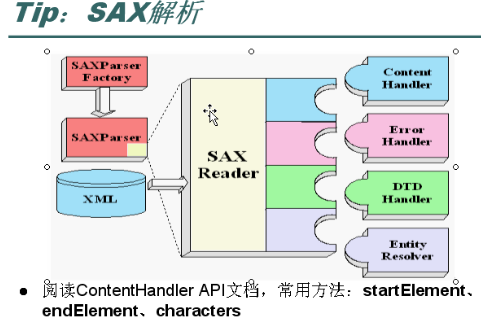 Tip：SAX解析
SAXParser
Factory
SAXParser
XML
SAX
Reader
Content
Handler
Error
Handler
DTD
Handler
Entity
Resolver
● 阅读ContentHandler API文档，常用方法：startElement、
endElement、characters